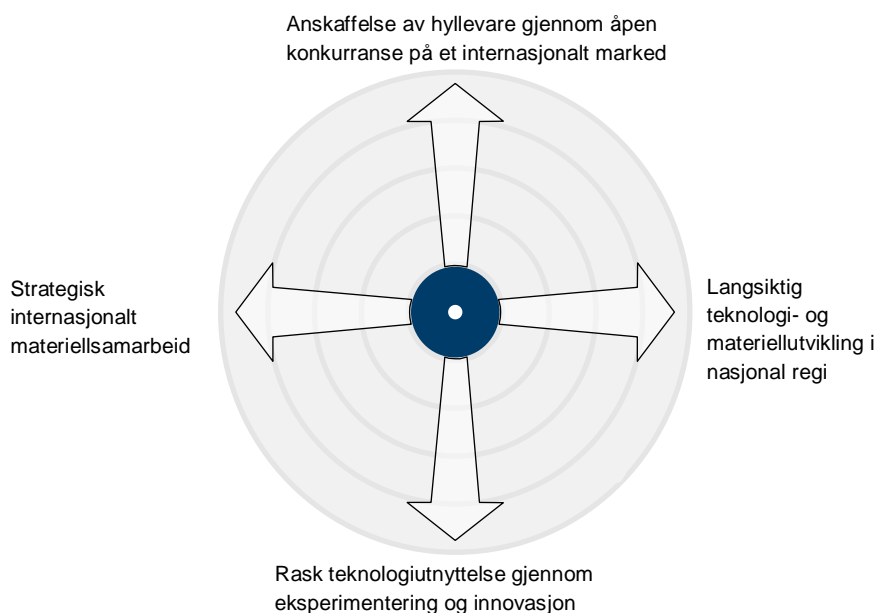 Anskaffelse av hyllevare gjennom åpen
konkurranse på et internasjonalt marked
Strategisk
internasjonalt
materiellsamarbeid
Langsiktig
teknologi- og
materiellutvikling i
nasjonal regi
Rask teknologiutnyttelse gjennom
eksperimentering og innovasjon